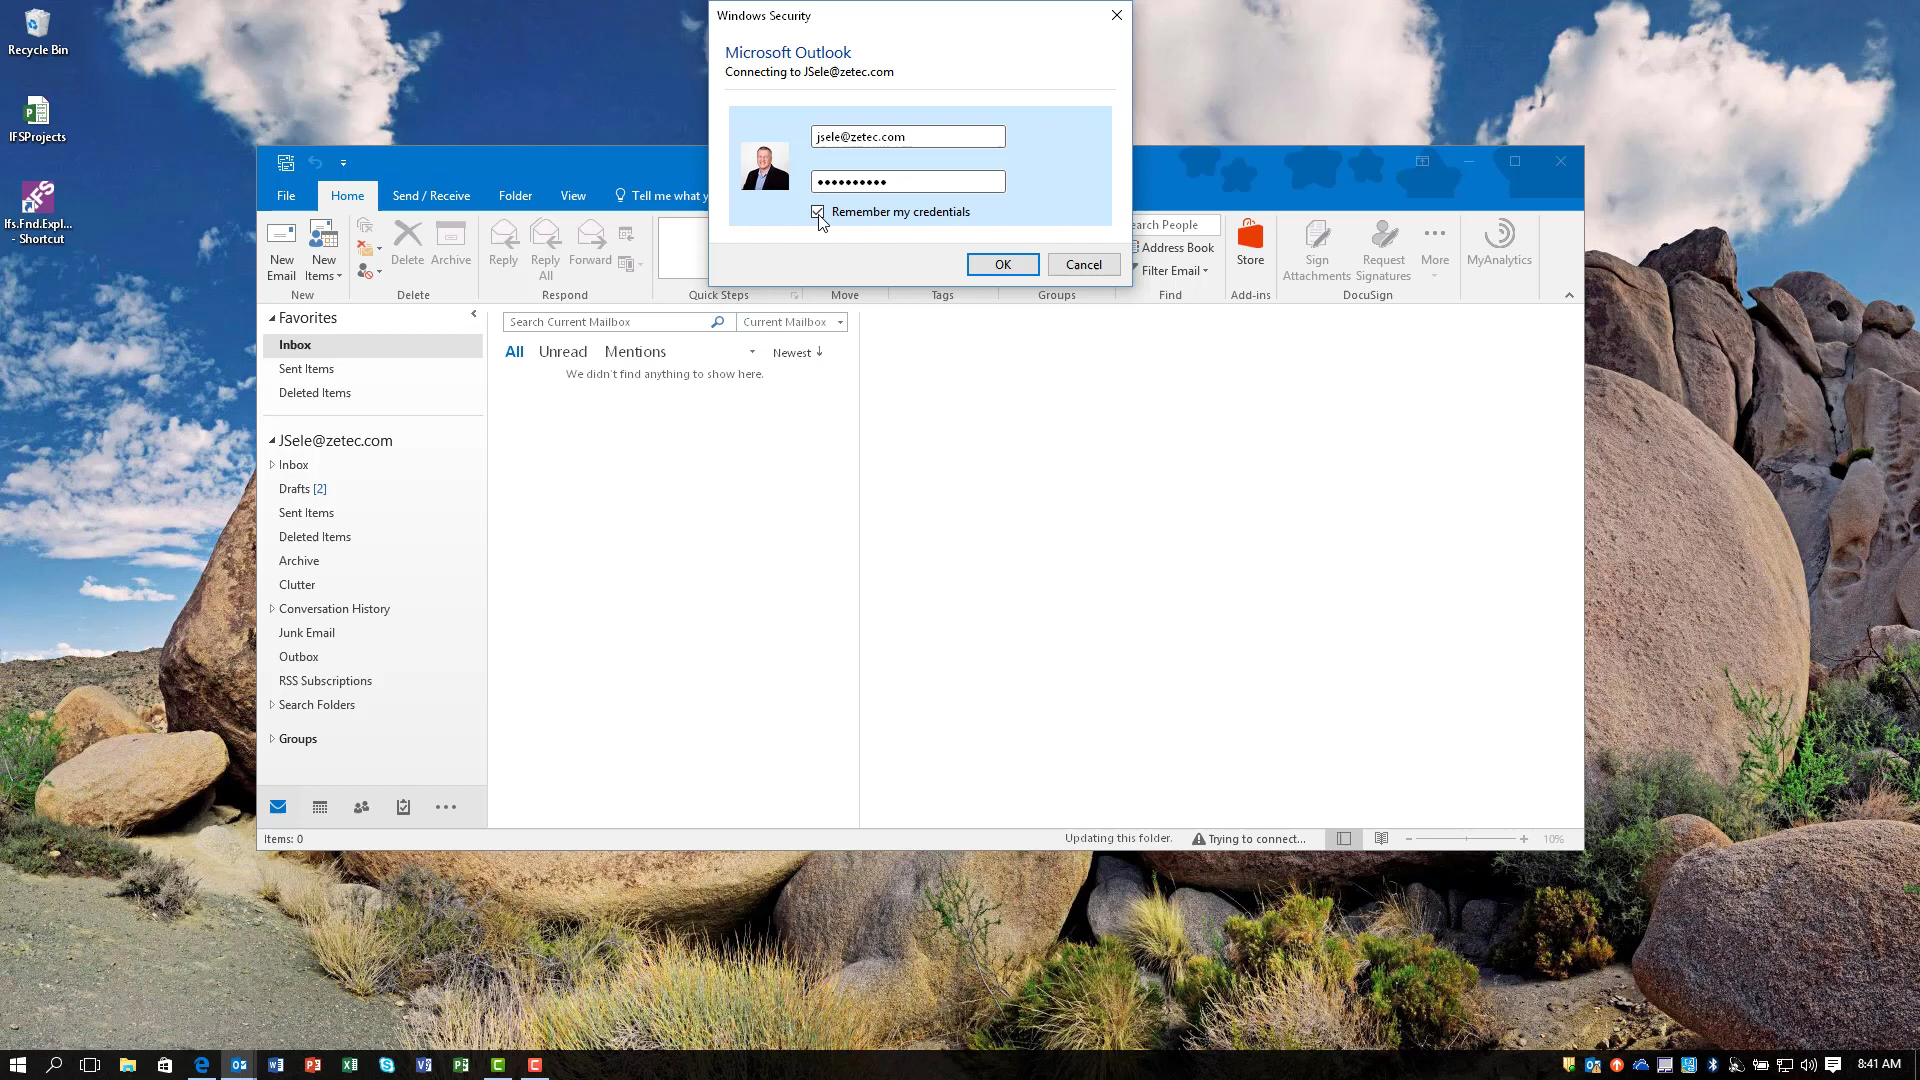 Recycle Bin
IFSProjects
Ifs.Fnd.Expl...
- Shortcut
Windows Security
Microsoft Outlook
Connecting to JSele@zetec.com
jsele@zetec.com
Remember my credentials
OK
Cancel
File
Home
Send / Receive
Folder
View
Tell me what y
New
Email
New
Items
New
Delete
Archive
Delete
Reply
Reply
All
Forward
Respond
Quick Steps
Move
Tags
Groups
earch People
Address Book
Filter Email
Find
Store
Add-ins
Sign
Attachments
Request
Signatures
More
DocuSign
MyAnalytics
Favorites
Inbox
Sent Items
Deleted Items
JSele@zetec.com
Inbox
Drafts [2]
Sent Items
Deleted Items
Archive
Clutter
Conversation History
Junk Email
Outbox
RSS Subscriptions
Search Folders
Groups
Search Current Mailbox
Current Mailbox
All
Unread
Mentions
Newest
We didn't find anything to show here.
Items: 0
Updating this folder.
Trying to connect...
10%
8:41 AM